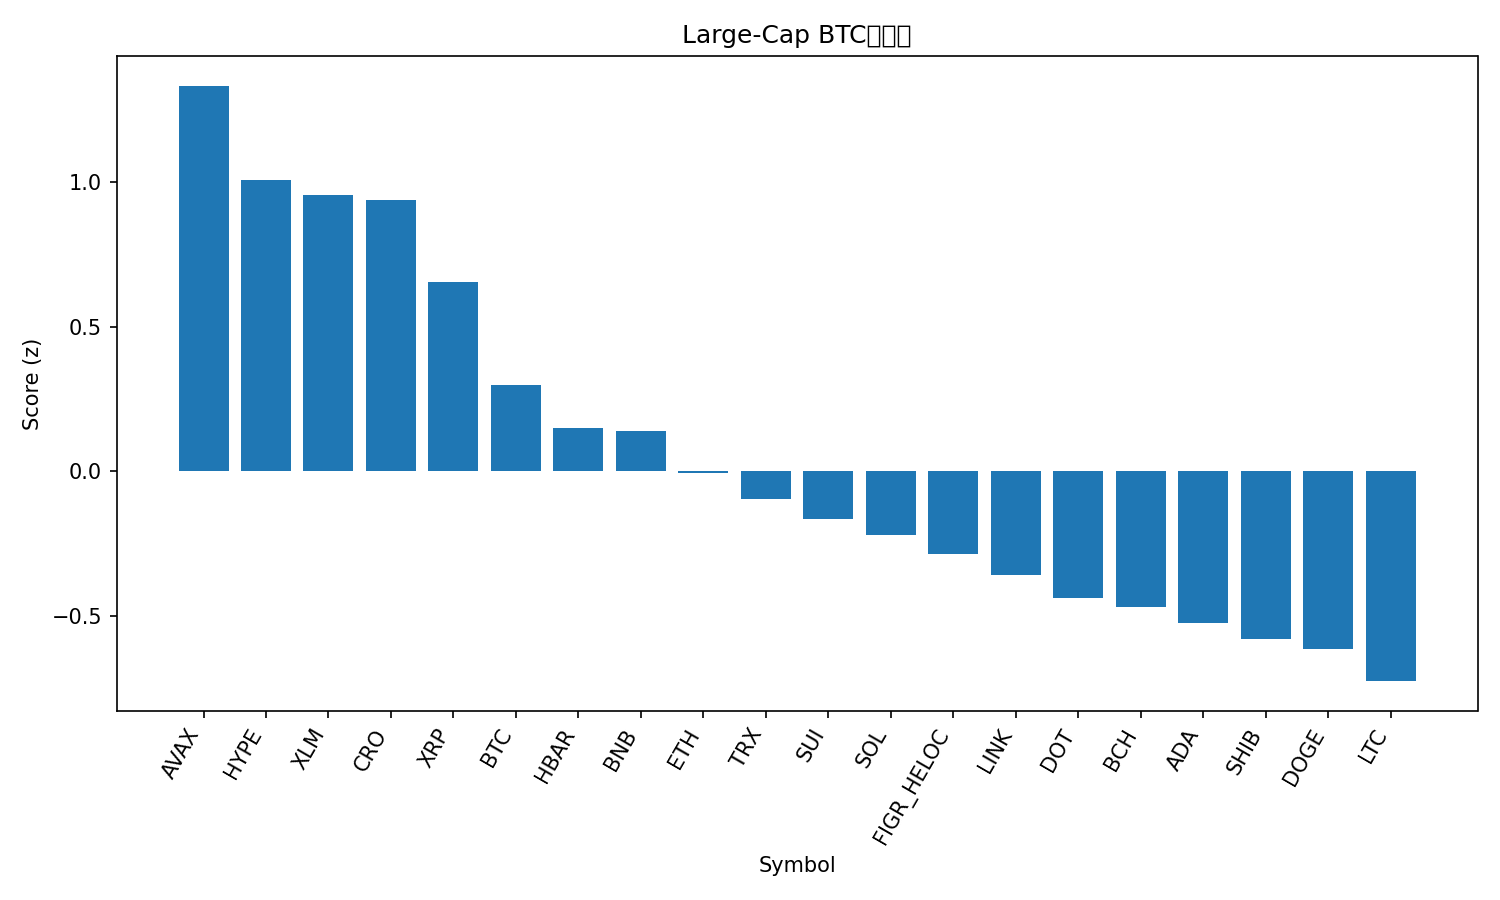 Large-Cap BTC
1.0
0.5
0.0
−0.5
Score (z)
AVAX
HYPE
XLM
CRO
XRP
BTC
HBAR
BNB
ETH
TRX
SUI
SOL
FIGR_HELOC
LINK
DOT
BCH
ADA
SHIB
DOGE
LTC
Symbol